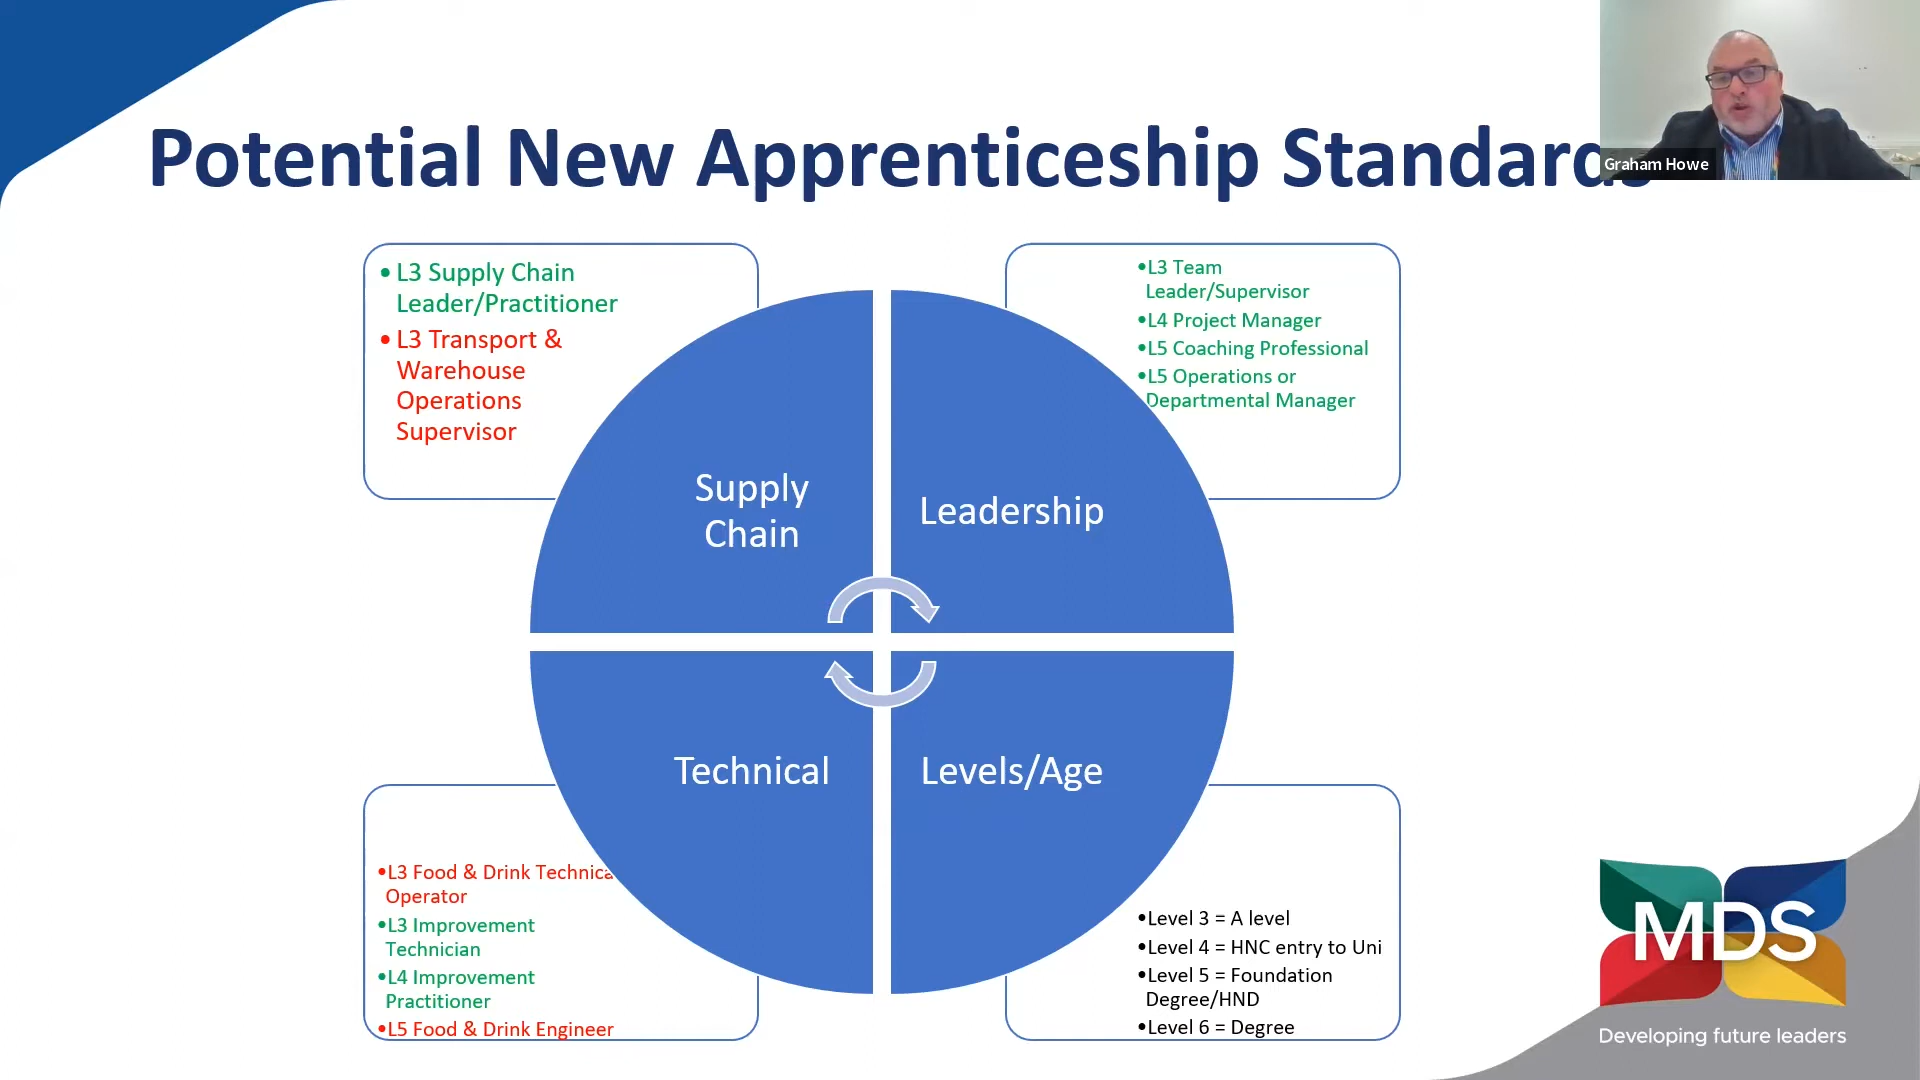 Potential New Apprenticeship Standards
Graham Howe
•L3 Supply Chain
Leader/Practitioner
•L3 Transport &
Warehouse
Operations
Supervisor
•L3 Team
Leader/Supervisor
•L4 Project Manager
•L5 Coaching Professional
•L5 Operations or
Departmental Manager
Supply
Chain
Leadership
Technical
Levels/Age
•L3 Food & Drink Technica
Operator
•L3 Improvement
Technician
•L4 Improvement
Practitioner
•L5 Food & Drink Engineer
•Level 3 = A level
•Level 4 = HNC entry to Uni
•Level 5 = Foundation
Degree/HND
•Level 6 = Degree
MDS
Developing future leaders